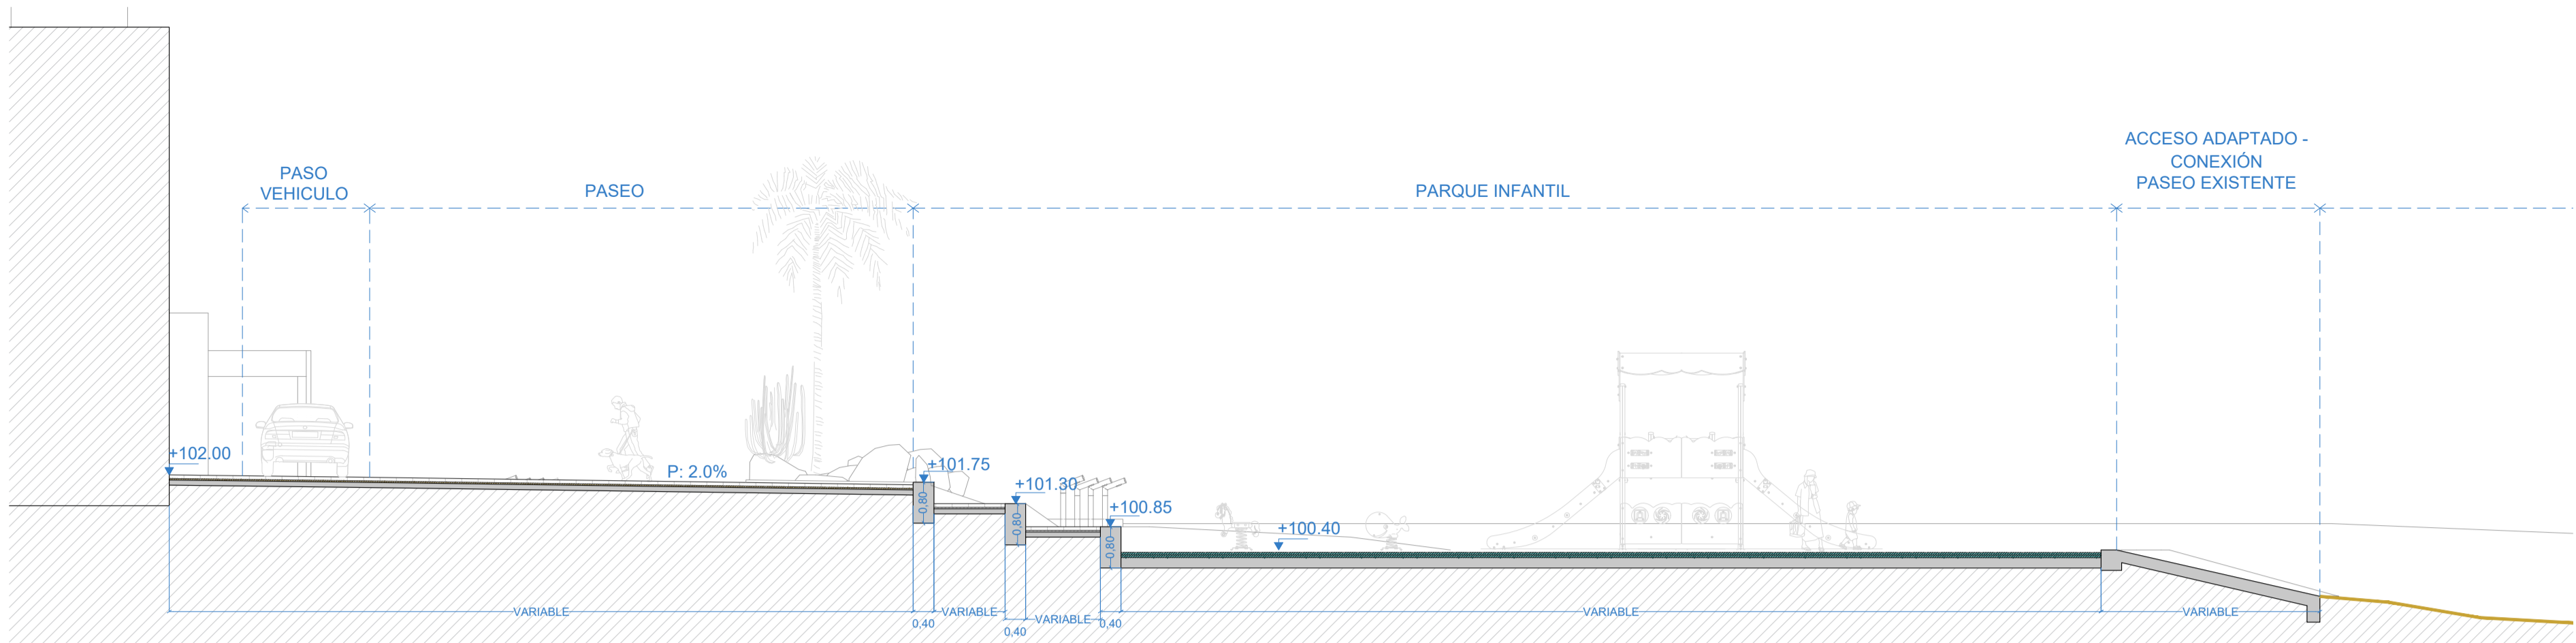 ACCESO ADAPTADO -
CONEXIÓN
PASEO EXISTENTE
PASO
VEHICULO
PASEO
PARQUE INFANTIL
+102.00
P: 2.0%
+101.75
+101.30
+100.85
+100.40
0,80
0,80
0,80
VARIABLE
VARIABLE
VARIABLE
VARIABLE
VARIABLE
0,40
0,40
0,40